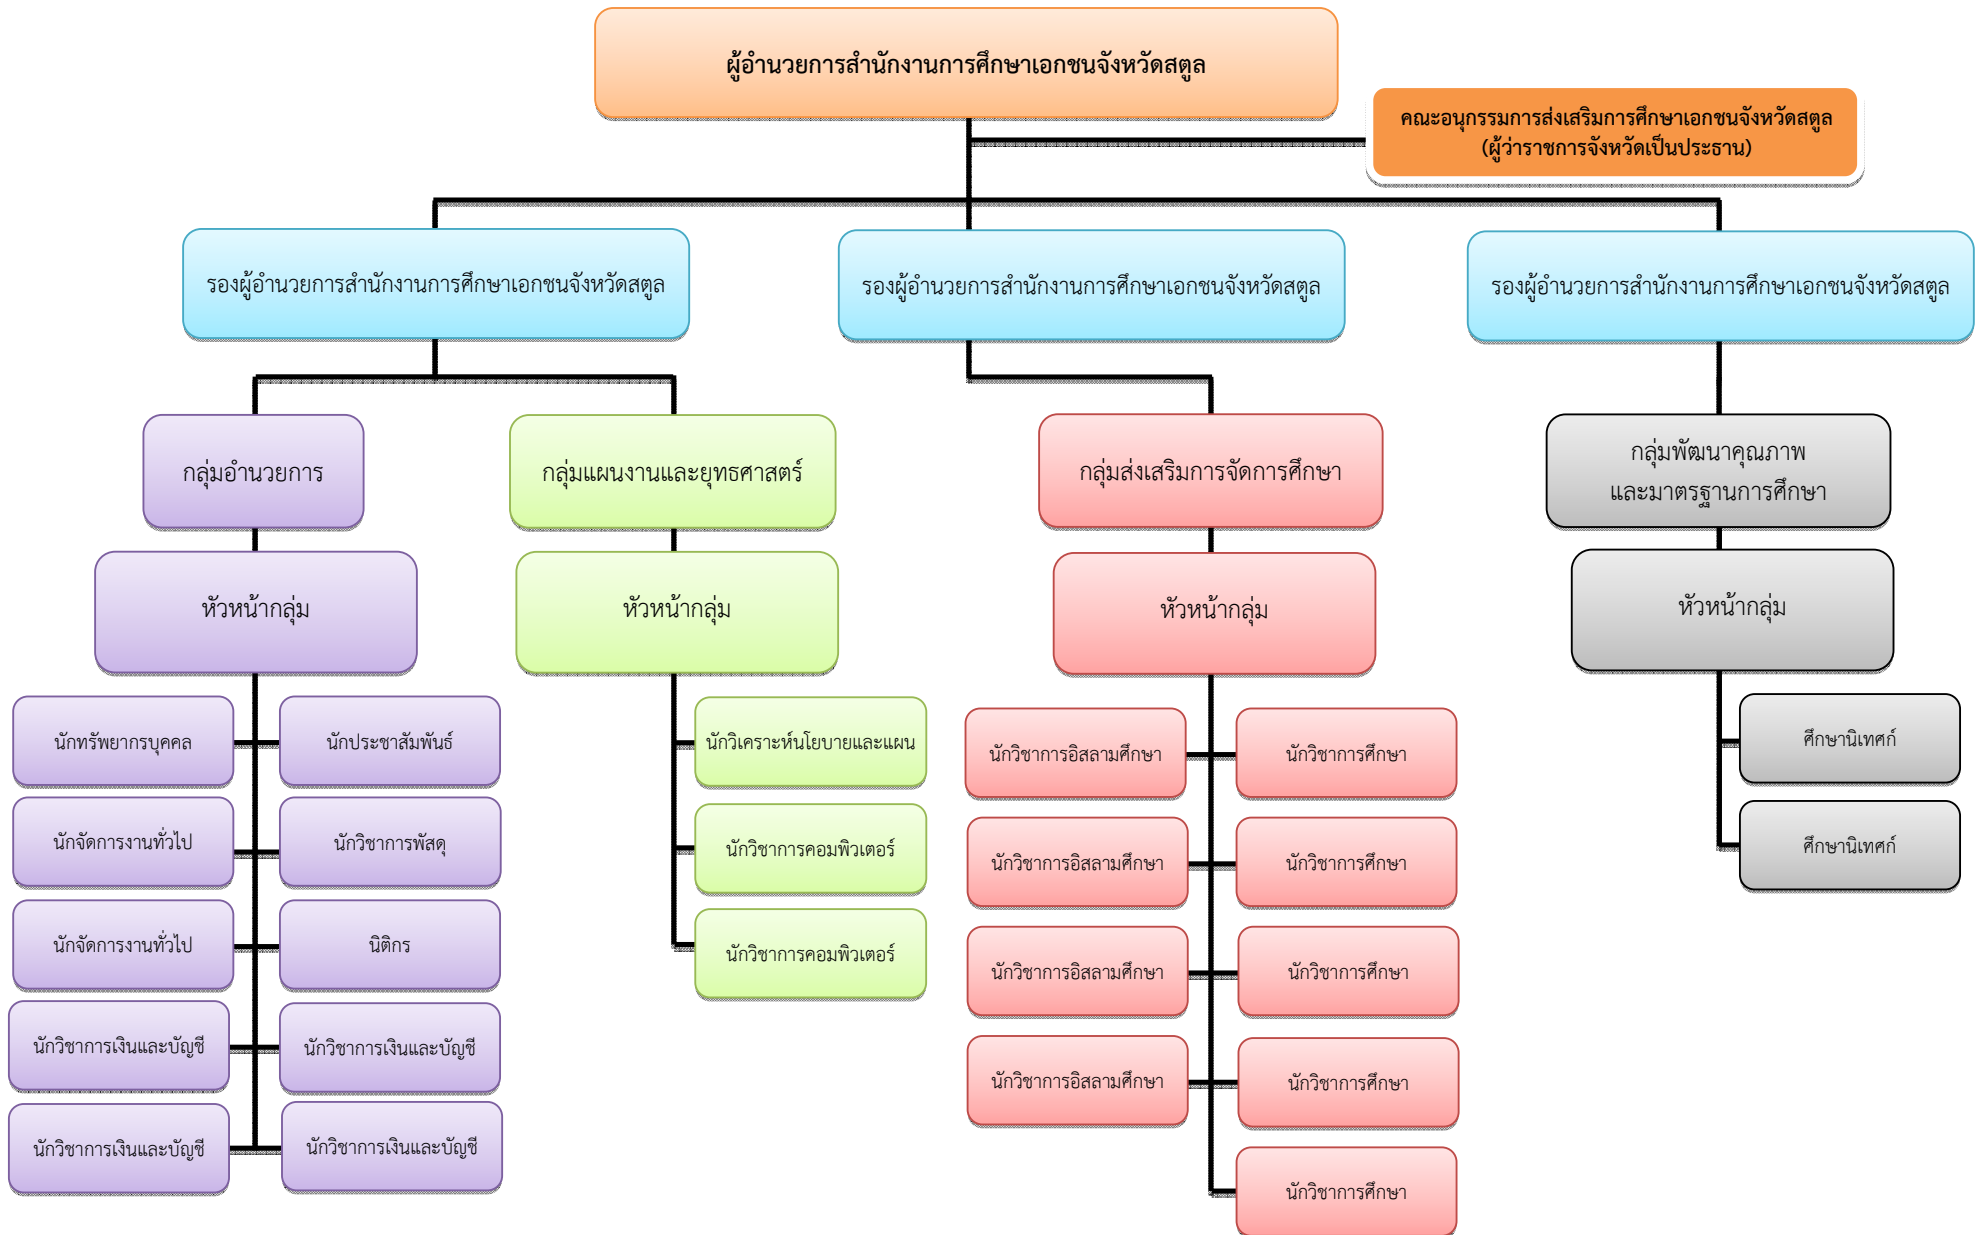 ผู้อำนวยการสำนักงานการศึกษาเอกชนจังหวัดสตูล
คณะอนุกรรมการส่งเสริมการศึกษาเอกชนจังหวัดสตูล
(ผู้ว่าราชการจังหวัดเป็นประธาน)
รองผู้อำนวยการสำนักงานการศึกษาเอกชนจังหวัดสตูล
รองผู้อำนวยการสำนักงานการศึกษาเอกชนจังหวัดสตูล
รองผู้อำนวยการสำนักงานการศึกษาเอกชนจังหวัดสตูล
กลุ่มอำนวยการ
กลุ่มแผนงานและยุทธศาสตร์
กลุ่มส่งเสริมการจัดการศึกษา
กลุ่มพัฒนาคุณภาพ
และมาตรฐานการศึกษา
หัวหน้ากลุ่ม
หัวหน้ากลุ่ม
หัวหน้ากลุ่ม
หัวหน้ากลุ่ม
นักทรัพยากรบุคคล
นักประชาสัมพันธ์
นักจัดการงานทั่วไป
นักวิชาการพัสดุ
นักจัดการงานทั่วไป
นิติกร
นักวิชาการเงินและบัญชี
นักวิชาการเงินและบัญชี
นักวิชาการเงินและบัญชี
นักวิชาการเงินและบัญชี
นักวิเคราะห์นโยบายและแผน
นักวิชาการคอมพิวเตอร์
นักวิชาการคอมพิวเตอร์
นักวิชาการอิสลามศึกษา
นักวิชาการศึกษา
นักวิชาการอิสลามศึกษา
นักวิชาการศึกษา
นักวิชาการอิสลามศึกษา
นักวิชาการศึกษา
นักวิชาการอิสลามศึกษา
นักวิชาการศึกษา
นักวิชาการศึกษา
ศึกษานิเทศก์
ศึกษานิเทศก์